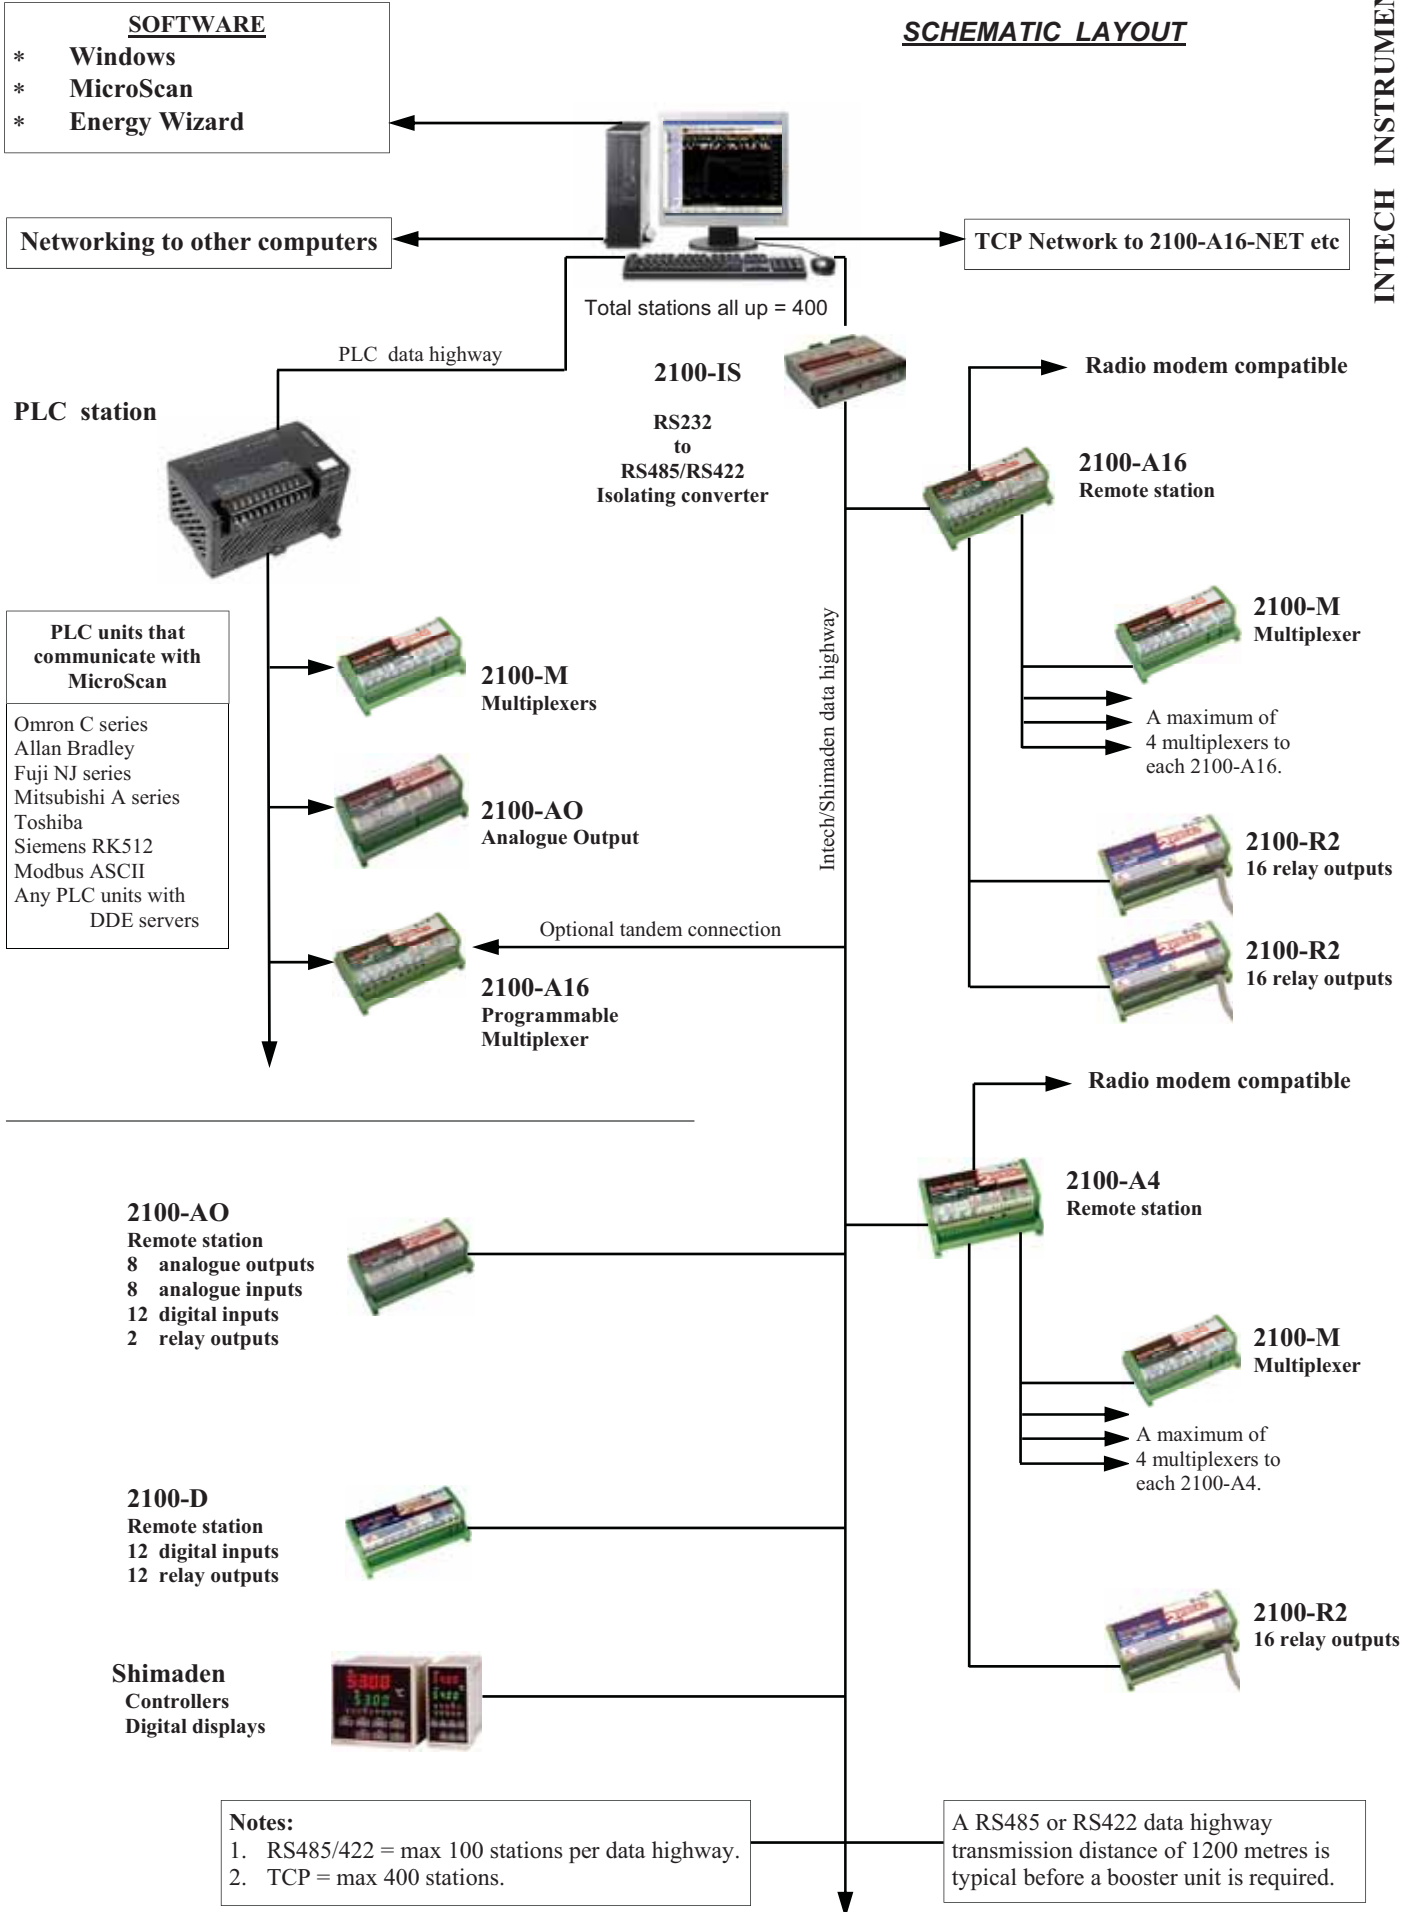 SOFTWARE
* Windows
* MicroScan
* Energy Wizard
SCHEMATIC LAYOUT
Networking to other computers
TCP Network to 2100-A16-NET etc
Total stations all up = 400
PLC data highway
PLC station
2100-IS
RS232
to
RS485/RS422
Isolating converter
Radio modem compatible
2100-A16
Remote station
2100-M
Multiplexer
A maximum of
4 multiplexers to
each 2100-A16.
2100-R2
16 relay outputs
2100-R2
16 relay outputs
PLC units that
communicate with
MicroScan
Omron C series
Allan Bradley
Fuji NJ series
Mitsubishi A series
Toshiba
Siemens RK512
Modbus ASCII
Any PLC units with
DDE servers
2100-M
Multiplexers
2100-AO
Analogue Output
Optional tandem connection
2100-A16
Programmable
Multiplexer
Intech/Shimaden data highway
Radio modem compatible
2100-A4
Remote station
2100-M
Multiplexer
A maximum of
4 multiplexers to
each 2100-A4.
2100-R2
16 relay outputs
2100-AO
Remote station
8 analogue outputs
8 analogue inputs
12 digital inputs
2 relay outputs
2100-D
Remote station
12 digital inputs
12 relay outputs
Shimaden
Controllers
Digital displays
Notes:
1. RS485/422 = max 100 stations per data highway.
2. TCP = max 400 stations.
A RS485 or RS422 data highway
transmission distance of 1200 metres is
typical before a booster unit is required.
INTECH